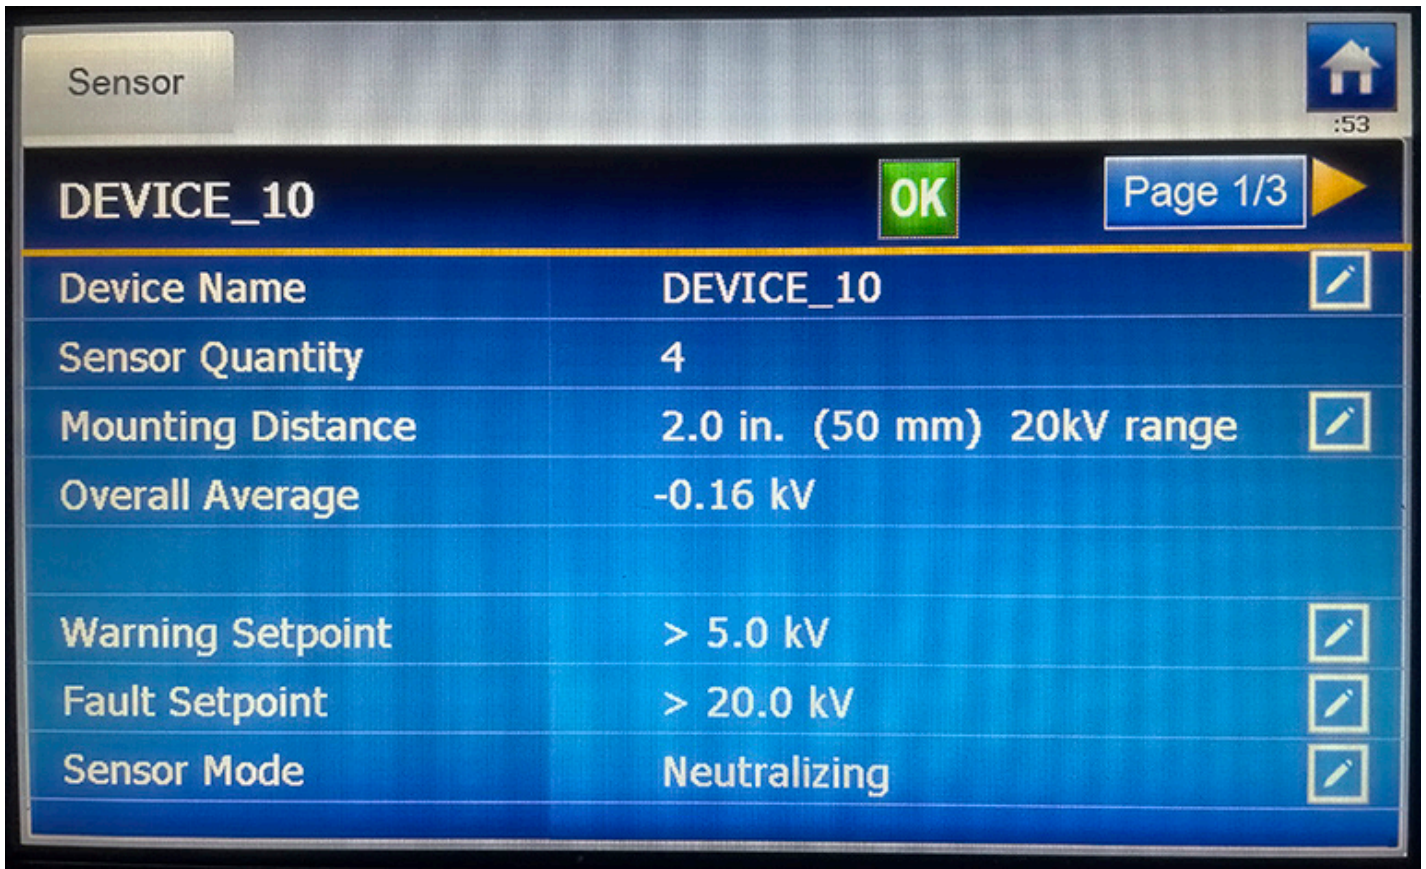 Sensor
:53
DEVICE_10 OK Page 1/3
Device Name DEVICE_10
Sensor Quantity 4
Mounting Distance 2.0 in. (50 mm) 20kV range
Overall Average -0.16 kV
Warning Setpoint > 5.0 kV
Fault Setpoint > 20.0 kV
Sensor Mode Neutralizing